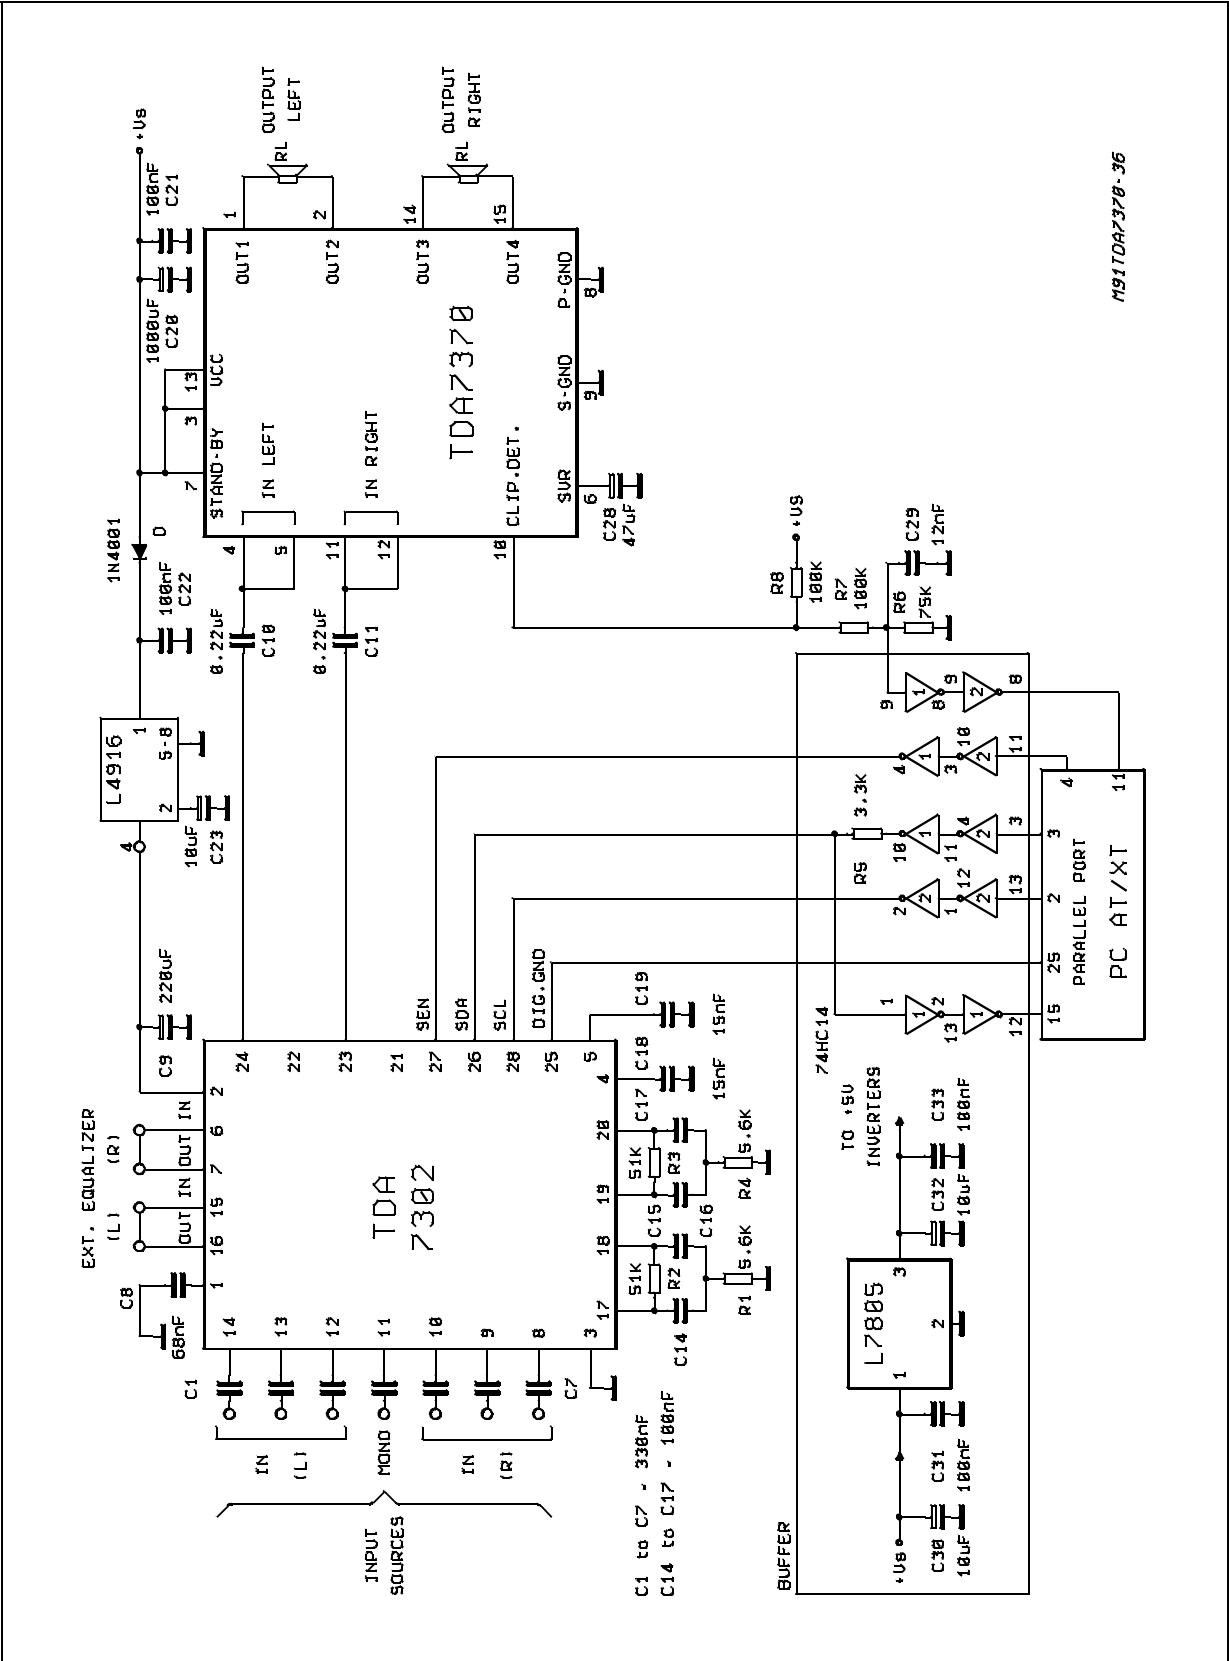 EXT. EQUALIZER
(L)
(R)
OUT IN
OUT IN
C8
68nF
16
15
7
6
2
1
C9
220uF
4
L4916
2
5-8
1
10uF
C23
100nF
C22
1N4001
D
1000uF
C20
100nF
C21
+Vs
INPUT
SOURCES
IN
(L)
MONO
IN
(R)
C1
C7
14
13
12
11
10
9
8
3
TDA
7302
24
22
23
21
27
26
28
25
5
17
18
19
20
4
SEN
SDA
SCL
DIG.GND
0.22uF
C10
0.22uF
C11
4
5
11
12
10
7
3
13
STAND-BY
VCC
IN LEFT
IN RIGHT
CLIP.DET.
TDA7370
SVR
S-GND
P-GND
6
9
8
OUT1
OUT2
OUT3
OUT4
1
2
14
15
RL
OUTPUT
LEFT
RL
OUTPUT
RIGHT
C28
47uF
C14
51K
R2
C15
C16
51K
R3
C17
C18
C19
15nF
15nF
R1
5.6K
R4
5.6K
C1 to C7 - 330nF
C14 to C17 - 100nF
R8
100K
+VS
R7
100K
R6
75K
C29
12nF
BUFFER
+Vs
C30
10uF
C31
100nF
L7805
1
2
3
C32
10uF
C33
100nF
TO +5V
INVERTERS
74HC14
1
1
2
13
1
12
2
2
1
12
2
13
R5
3.3K
10
1
11
4
2
3
4
1
3
10
2
11
9
1
8
9
2
8
15
25
2
3
4
11
PARALLEL PORT
PC AT/XT
M91TDA7370-36